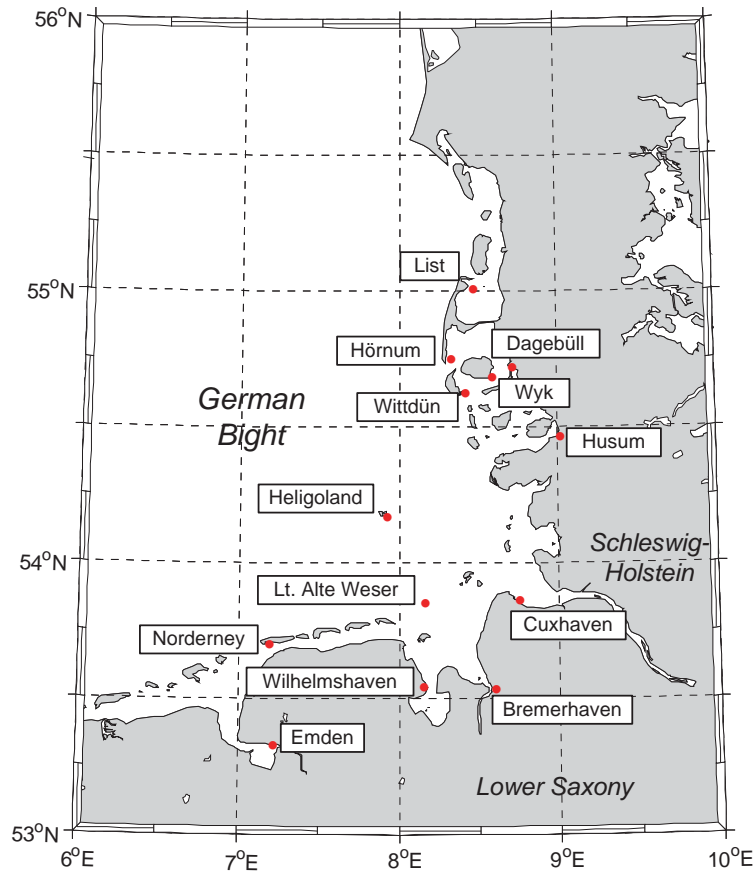 56°N
List
55°N
Dagebüll
Hörnum
Wyk
German
Bight
Wittdün
Husum
Heligoland
Schleswig-
Holstein
54°N
Lt. Alte Weser
Cuxhaven
Norderney
Wilhelmshaven
Bremerhaven
Emden
Lower Saxony
53°N
6°E
7°E
8°E
9°E
10°E